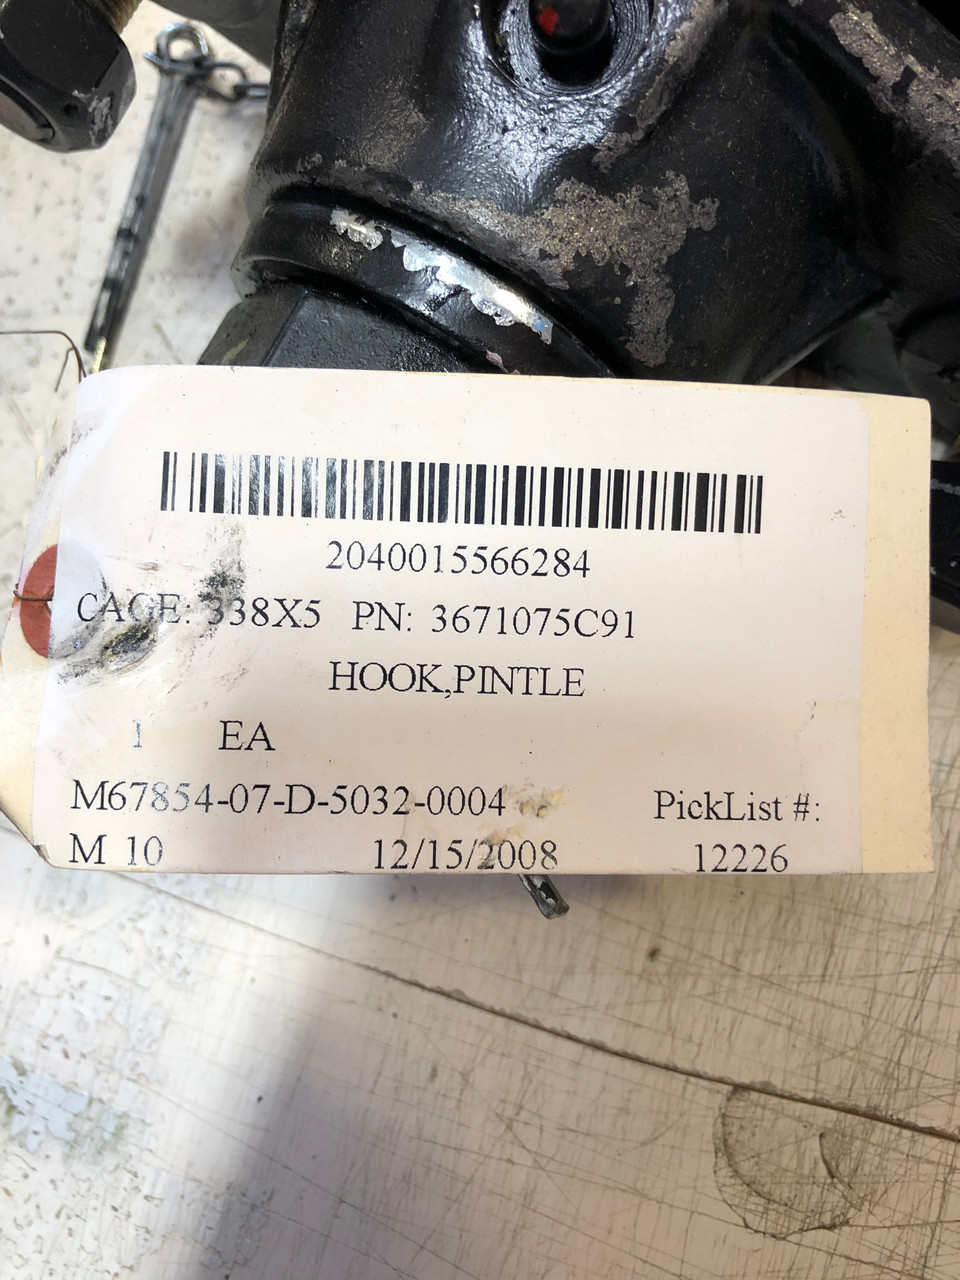 2040015566284
CAGE: 338X5 PN: 3671075C91
HOOK,PINTLE
1 EA
M67854-07-D-5032-0004 PickList #:
M 10 12/15/2008 12226